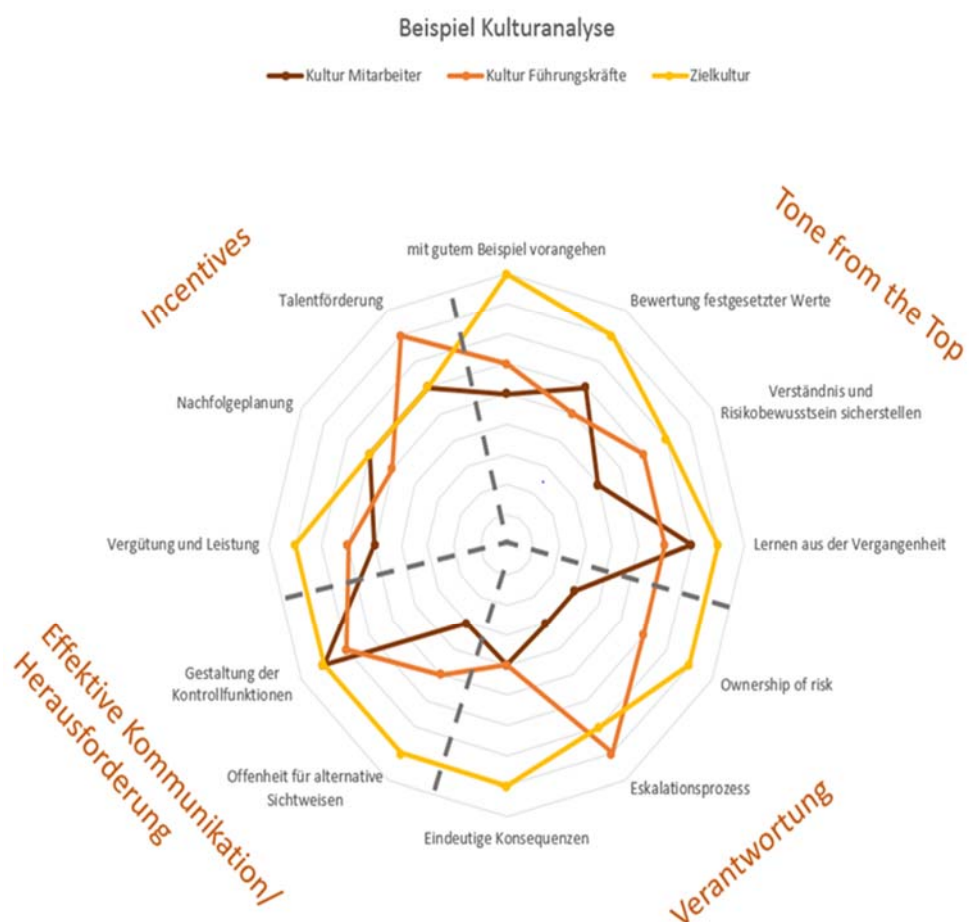 Beispiel Kulturanalyse
Kultur Mitarbeiter
Kultur Führungskräfte
Zielkultur
Tone from the Top
Incentives
mit gutem Beispiel vorangehen
Talentförderung
Bewertung festgesetzter Werte
Nachfolgeplanung
Verständnis und
Risikobewusstsein sicherstellen
Vergütung und Leistung
Lernen aus der Vergangenheit
Gestaltung der
Kontrollfunktionen
Ownership of risk
Offenheit für alternative
Sichtweisen
Eskalationsprozess
Eindeutige Konsequenzen
Effektive Kommunikation/
Herausforderung
Verantwortung